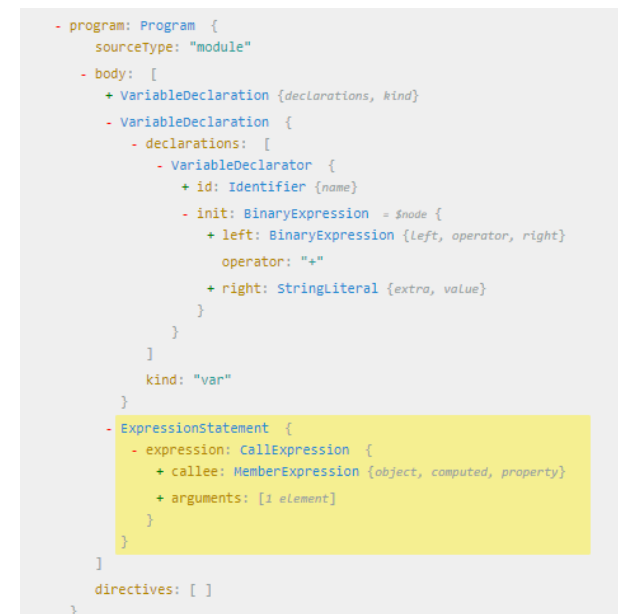 - program: Program {
sourceType: "module"
- body: [
+ VariableDeclaration {declarations, kind}
- VariableDeclaration {
- declarations: [
- VariableDeclarator {
+ id: Identifier {name}
- init: BinaryExpression = $node {
+ left: BinaryExpression {left, operator, right}
operator: "+"
+ right: StringLiteral {extra, value}
}
}
]
kind: "var"
}
- ExpressionStatement {
- expression: CallExpression {
+ callee: MemberExpression {object, computed, property}
+ arguments: [1 element]
}
}
]
directives: [ ]
}